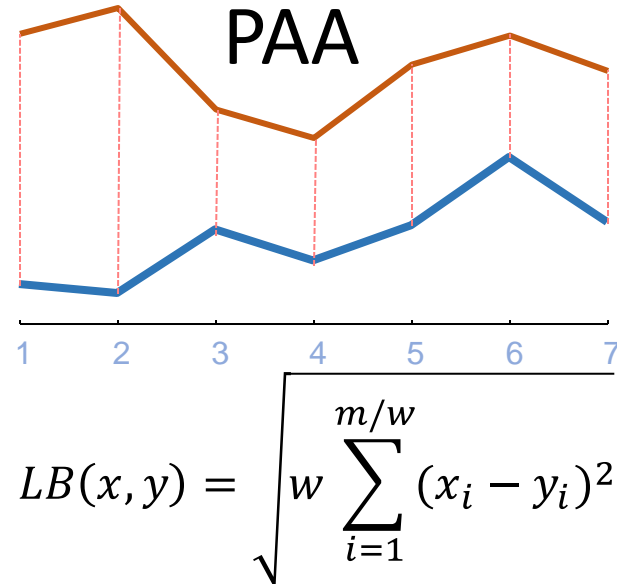 PAA
1 2 3 4 5 6 7
LB(x, y) = √(w ∑_{i=1}^{m/w} (x_i − y_i)^2)